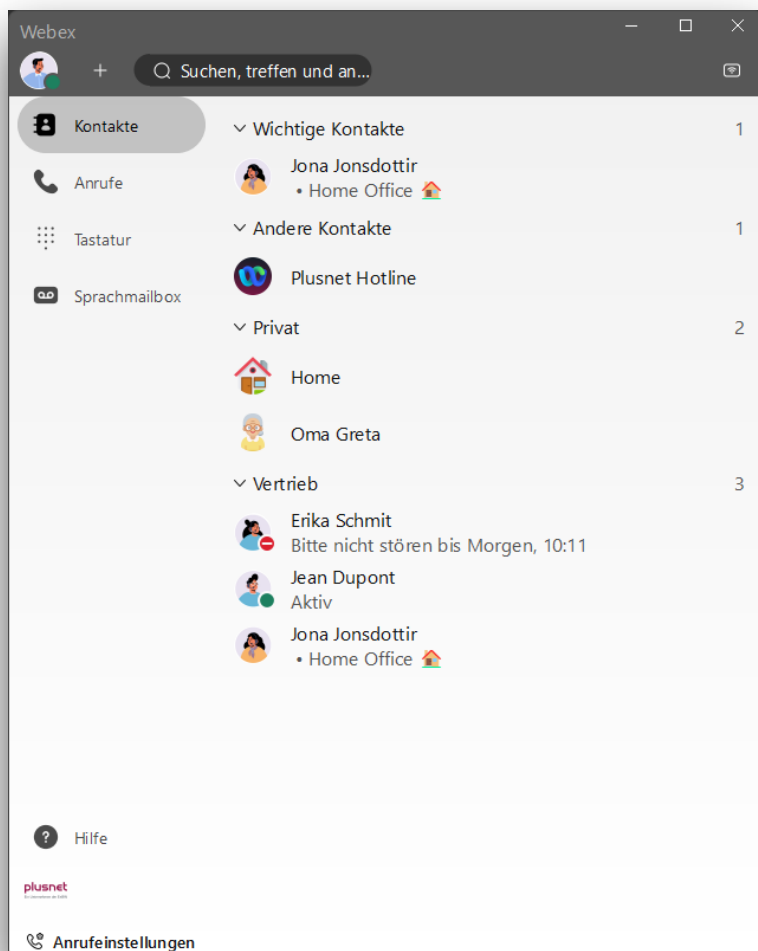 Webex
Suchen, treffen und an...
Kontakte
Anrufe
Tastatur
Sprachmailbox
Wichtige Kontakte 1
Jona Jonsdottir
• Home Office
Andere Kontakte 1
Plusnet Hotline
Privat 2
Home
Oma Greta
Vertrieb 3
Erika Schmit
Bitte nicht stören bis Morgen, 10:11
Jean Dupont
Aktiv
Jona Jonsdottir
• Home Office
Hilfe
plusnet
Anrufeinstellungen